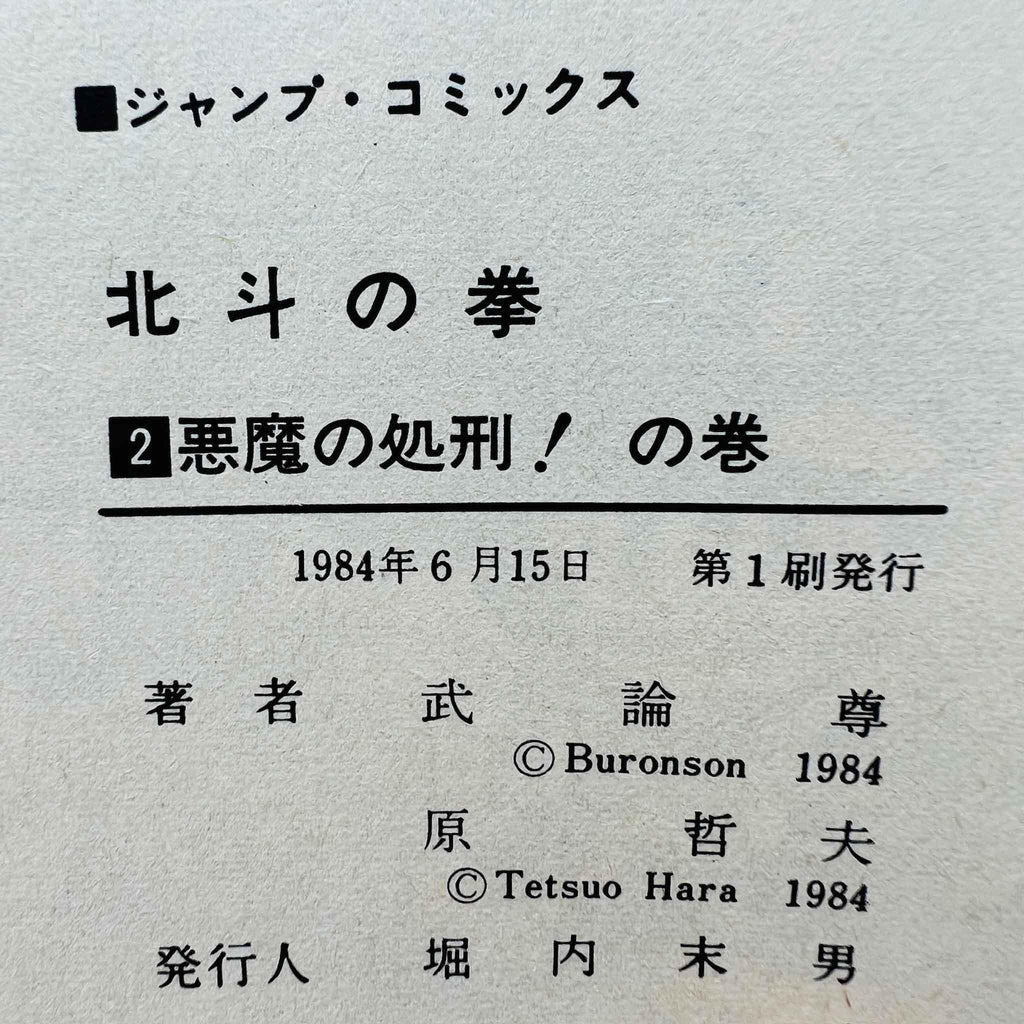 ■ジャンプ・コミックス
北斗の拳
2悪魔の処刑！ の巻
1984年6月15日 第1刷発行
著者 武論尊
©Buronson 1984
原哲夫
©Tetsuo Hara 1984
発行人 堀内末男